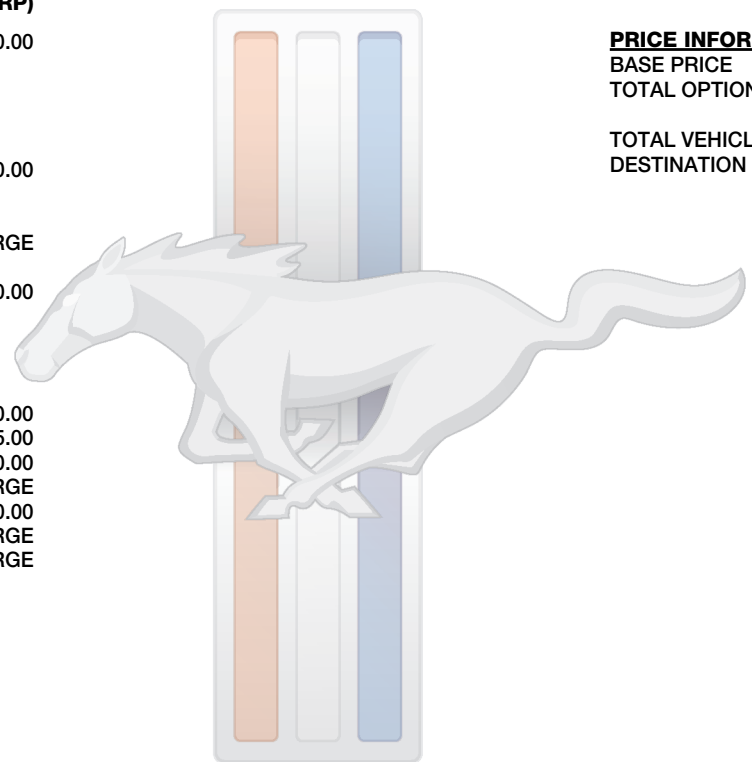 RP)
0.00
0.00
RGE
0.00
0.00
5.00
0.00
RGE
0.00
RGE
RGE
PRICE INFOR
BASE PRICE
TOTAL OPTION
TOTAL VEHICL
DESTINATION